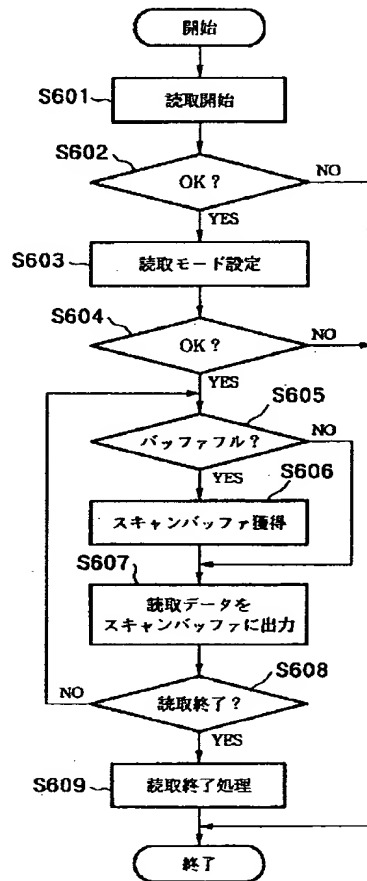 開始
S601
読取開始
S602
OK?
NO
YES
S603
読取モード設定
S604
OK?
NO
YES
S605
バッファフル?
NO
YES
S606
スキャンバッファ獲得
S607
読取データを
スキャンバッファに出力
S608
NO
読取終了?
YES
S609
読取終了処理
終了